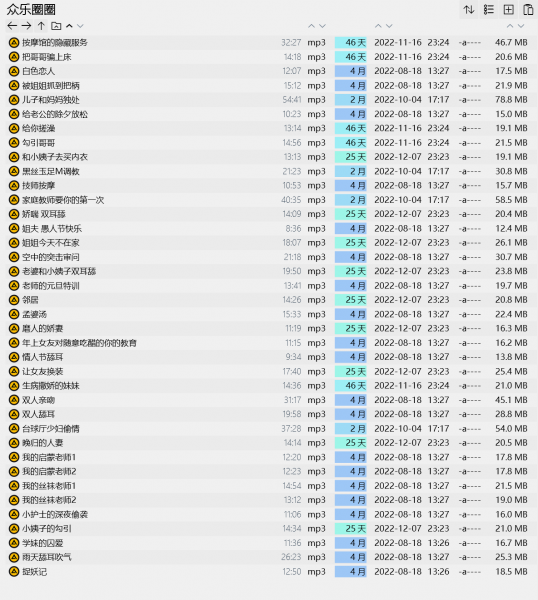 众乐圈圈
按摩馆的隐藏服务 32:27 mp3 46 天 2022-11-16 23:24 -a---- 46.7 MB
把哥哥骗上床 14:18 mp3 46 天 2022-11-16 23:24 -a---- 20.6 MB
白色恋人 12:07 mp3 4 月 2022-08-18 13:27 -a---- 17.5 MB
被姐姐抓到把柄 15:12 mp3 4 月 2022-08-18 13:27 -a---- 21.9 MB
儿子和妈妈独处 54:41 mp3 2 月 2022-10-04 17:17 -a---- 78.8 MB
给老公的除夕放松 10:23 mp3 4 月 2022-08-18 13:27 -a---- 15.0 MB
给你搓澡 13:14 mp3 46 天 2022-11-16 23:24 -a---- 19.1 MB
勾引哥哥 14:56 mp3 46 天 2022-11-16 23:24 -a---- 21.5 MB
和小姨子去买内衣 13:13 mp3 25 天 2022-12-07 23:23 -a---- 19.1 MB
黑丝玉足M调教 21:23 mp3 2 月 2022-10-04 17:17 -a---- 30.8 MB
技师按摩 10:53 mp3 4 月 2022-08-18 13:27 -a---- 15.7 MB
家庭教师要你的第一次 40:35 mp3 2 月 2022-10-04 17:17 -a---- 58.5 MB
娇喘 双耳舔 14:09 mp3 25 天 2022-12-07 23:23 -a---- 20.4 MB
姐夫 愚人节快乐 8:36 mp3 4 月 2022-08-18 13:27 -a---- 12.4 MB
姐姐今天不在家 18:07 mp3 25 天 2022-12-07 23:23 -a---- 26.1 MB
空中的突击审问 21:18 mp3 4 月 2022-08-18 13:27 -a---- 30.7 MB
老婆和小姨子双耳舔 19:50 mp3 25 天 2022-12-07 23:23 -a---- 23.8 MB
老师的元旦特训 13:41 mp3 4 月 2022-08-18 13:27 -a---- 19.7 MB
邻居 14:26 mp3 25 天 2022-12-07 23:23 -a---- 20.8 MB
孟婆汤 15:33 mp3 4 月 2022-08-18 13:27 -a---- 22.4 MB
磨人的娇妻 11:19 mp3 25 天 2022-12-07 23:23 -a---- 16.3 MB
年上女友对随意吃醋的你的教育 11:15 mp3 4 月 2022-08-18 13:27 -a---- 16.2 MB
情人节舔耳 9:34 mp3 4 月 2022-08-18 13:27 -a---- 13.8 MB
让女友换装 17:40 mp3 25 天 2022-12-07 23:23 -a---- 25.4 MB
生病撒娇的妹妹 14:36 mp3 46 天 2022-11-16 23:24 -a---- 21.0 MB
双人亲吻 31:17 mp3 4 月 2022-08-18 13:27 -a---- 45.1 MB
双人舔耳 19:58 mp3 4 月 2022-08-18 13:27 -a---- 28.8 MB
台球厅少妇偷情 37:28 mp3 2 月 2022-10-04 17:17 -a---- 54.0 MB
晚归的人妻 14:14 mp3 25 天 2022-12-07 23:23 -a---- 20.5 MB
我的启蒙老师1 12:20 mp3 4 月 2022-08-18 13:27 -a---- 17.8 MB
我的启蒙老师2 12:23 mp3 4 月 2022-08-18 13:27 -a---- 17.8 MB
我的丝袜老师1 14:54 mp3 4 月 2022-08-18 13:27 -a---- 21.5 MB
我的丝袜老师2 13:12 mp3 4 月 2022-08-18 13:27 -a---- 19.0 MB
小护士的深夜偷袭 11:06 mp3 4 月 2022-08-18 13:27 -a---- 16.0 MB
小姨子的勾引 14:34 mp3 25 天 2022-12-07 23:23 -a---- 21.0 MB
学妹的囚爱 11:36 mp3 4 月 2022-08-18 13:26 -a---- 16.7 MB
雨天舔耳吹气 26:23 mp3 4 月 2022-08-18 13:27 -a---- 25.3 MB
捉妖记 12:50 mp3 4 月 2022-08-18 13:26 -a---- 18.5 MB